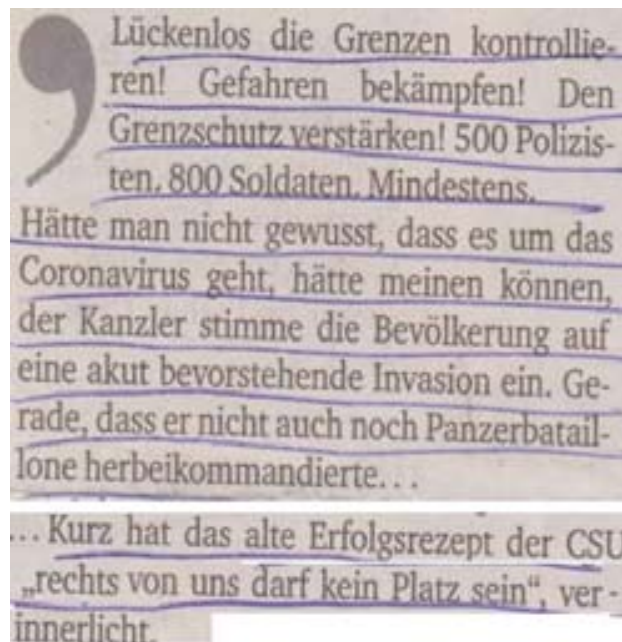 Lückenlos die Grenzen kontrollie-
ren! Gefahren bekämpfen! Den
Grenzschutz verstärken! 500 Polizis-
ten, 800 Soldaten. Mindestens.
Hätte man nicht gewusst, dass es um das
Coronavirus geht, hätte meinen können,
der Kanzler stimme die Bevölkerung auf
eine akut bevorstehende Invasion ein. Ge-
rade, dass er nicht auch noch Panzerbatail-
lone herbeikommandierte...
... Kurz hat das alte Erfolgsrezept der CSU
„rechts von uns darf kein Platz sein“, ver-
innerlicht.